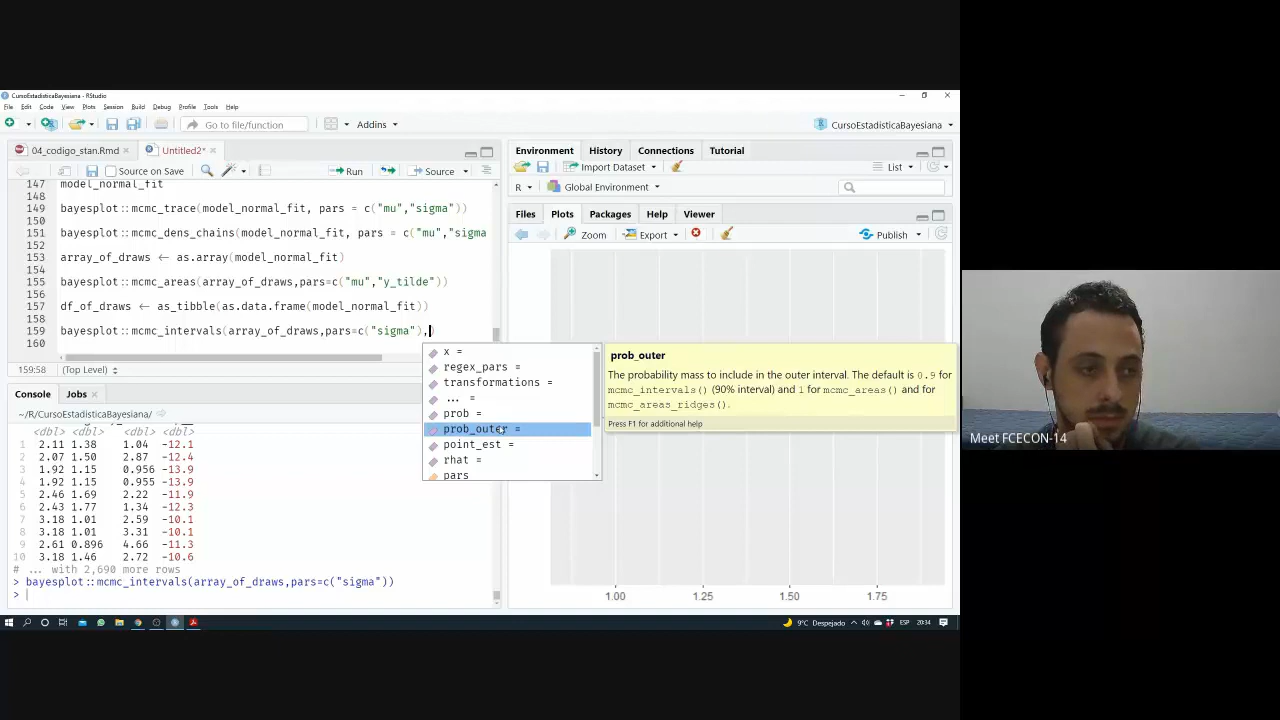 CursoEstadisticaBayesiana - RStudio
File Edit Code View Plots Session Build Debug Profile Tools Help
Go to file/function
Addins
CursoEstadisticaBayesiana
04_codigo_stan.Rmd
Untitled2*
Source on Save
Run
Source
147 model_normal_fit
148
149 bayesplot::mcmc_trace(model_normal_fit, pars = c("mu","sigma"))
150
151 bayesplot::mcmc_dens_chains(model_normal_fit, pars = c("mu","sigma
152
153 array_of_draws ← as.array(model_normal_fit)
154
155 bayesplot::mcmc_areas(array_of_draws,pars=c("mu","y_tilde"))
156
157 df_of_draws ← as_tibble(as.data.frame(model_normal_fit))
158
159 bayesplot::mcmc_intervals(array_of_draws,pars=c("sigma"),)
160
159:58 (Top Level)
x =
regex_pars =
transformations =
... =
prob =
prob_outer =
point_est =
rhat =
pars
prob_outer
The probability mass to include in the outer interval. The default is 0.9 for
mcmc_intervals() (90% interval) and 1 for mcmc_areas() and for
mcmc_areas_ridges().
Press F1 for additional help
Console Jobs
~/R/CursoEstadisticaBayesiana/
<dbl> <dbl> <dbl> <dbl>
1 2.11 1.38 1.04 -12.1
2 2.07 1.50 2.87 -12.4
3 1.92 1.15 0.956 -13.9
4 1.92 1.15 0.955 -13.9
5 2.46 1.69 2.22 -11.9
6 2.43 1.77 1.34 -12.3
7 3.18 1.01 2.59 -10.1
8 3.18 1.01 3.31 -10.1
9 2.61 0.896 4.66 -11.3
10 3.18 1.46 2.72 -10.6
# ... with 2,690 more rows
> bayesplot::mcmc_intervals(array_of_draws,pars=c("sigma"))
>
Environment History Connections Tutorial
Import Dataset
List
R Global Environment
Files Plots Packages Help Viewer
Zoom Export Publish
1.00 1.25 1.50 1.75
9°C Despejado ESP 20:34
Meet FCECON-14